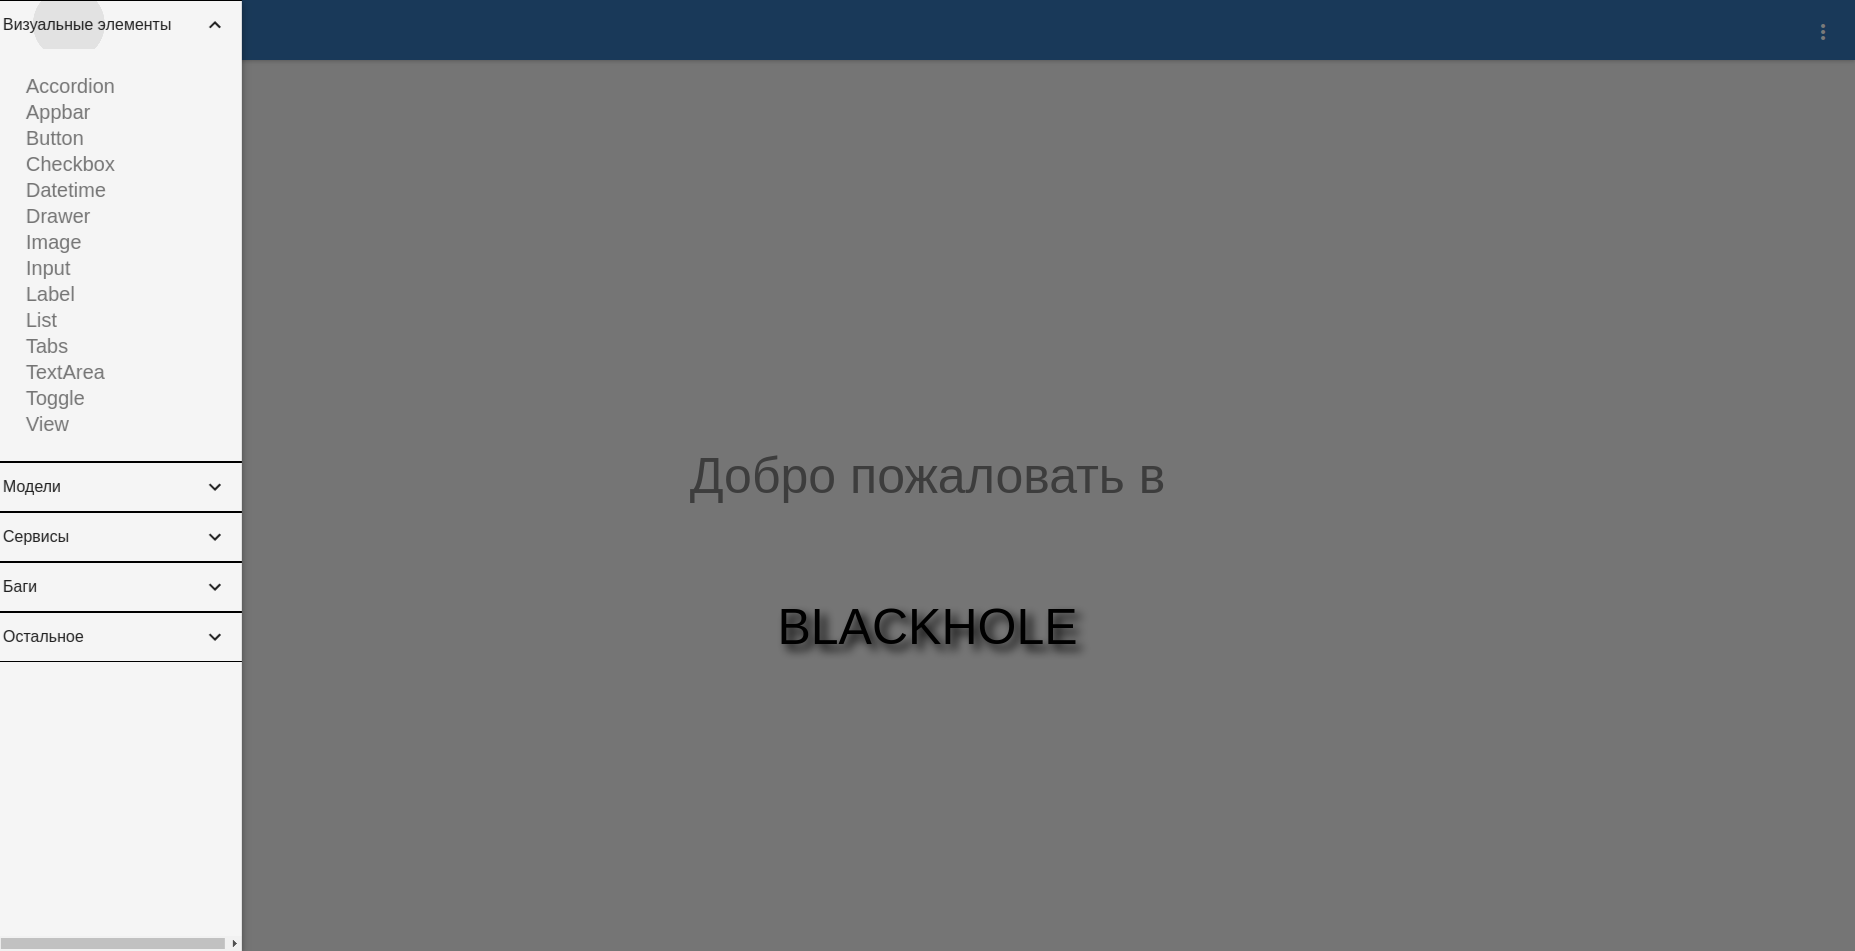 Визуальные элементы
Accordion
Appbar
Button
Checkbox
Datetime
Drawer
Image
Input
Label
List
Tabs
TextArea
Toggle
View
Модели
Сервисы
Баги
Остальное
Добро пожаловать в
BLACKHOLE